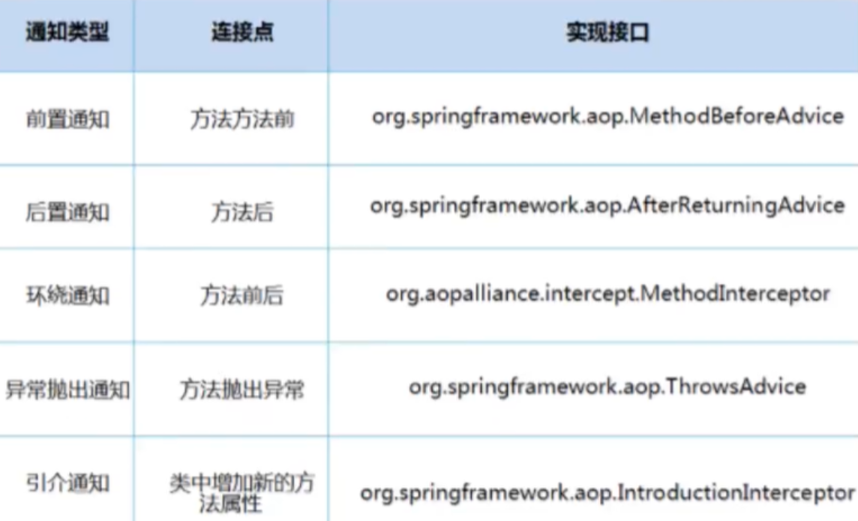 通知类型 连接点 实现接口
前置通知 方法方法前 org.springframework.aop.MethodBeforeAdvice
后置通知 方法后 org.springframework.aop.AfterReturningAdvice
环绕通知 方法前后 org.aopalliance.intercept.MethodInterceptor
异常抛出通知 方法抛出异常 org.springframework.aop.ThrowsAdvice
引介通知 类中增加新的方
法属性 org.springframework.aop.IntroductionInterceptor